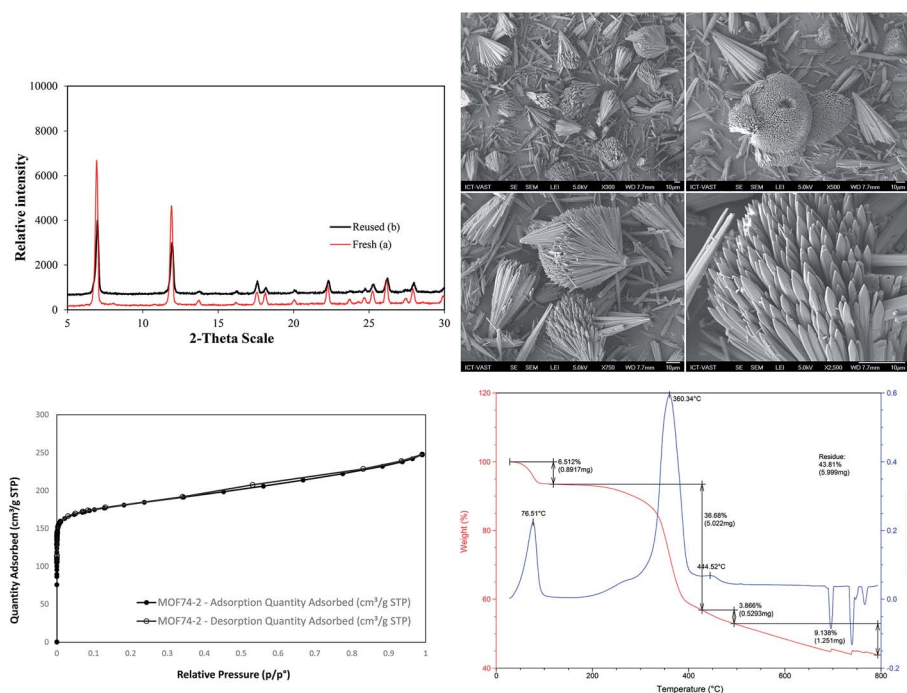 10000
8000
6000
4000
2000
0
Relative intensity
Reused (b)
Fresh (a)
5
10
15
20
25
30
2-Theta Scale
ICT-VAST SE SEM LEI 5.0kV X300 WD 7.7mm 10µm
ICT-VAST SE SEM LEI 5.0kV X500 WD 7.7mm 10µm
ICT-VAST SE SEM LEI 5.0kV X750 WD 7.7mm 10µm
ICT-VAST SE SEM LEI 5.0kV X2,500 WD 7.7mm 10µm
300
250
200
150
100
50
0
Quantity Adsorbed (cm³/g STP)
MOF74-2 - Adsorption Quantity Adsorbed (cm³/g STP)
MOF74-2 - Desorption Quantity Adsorbed (cm³/g STP)
0 0.1 0.2 0.3 0.4 0.5 0.6 0.7 0.8 0.9 1
Relative Pressure (p/p°)
120
100
80
60
40
Weight (%)
360.34°C
6.512%
(0.8917mg)
Residue:
43.81%
(5.999mg)
76.51°C
36.68%
(5.022mg)
444.52°C
3.866%
(0.5293mg)
9.138%
(1.251mg)
0.6
0.4
0.2
0.0
-0.2
0 200 400 600 800
Temperature (°C)